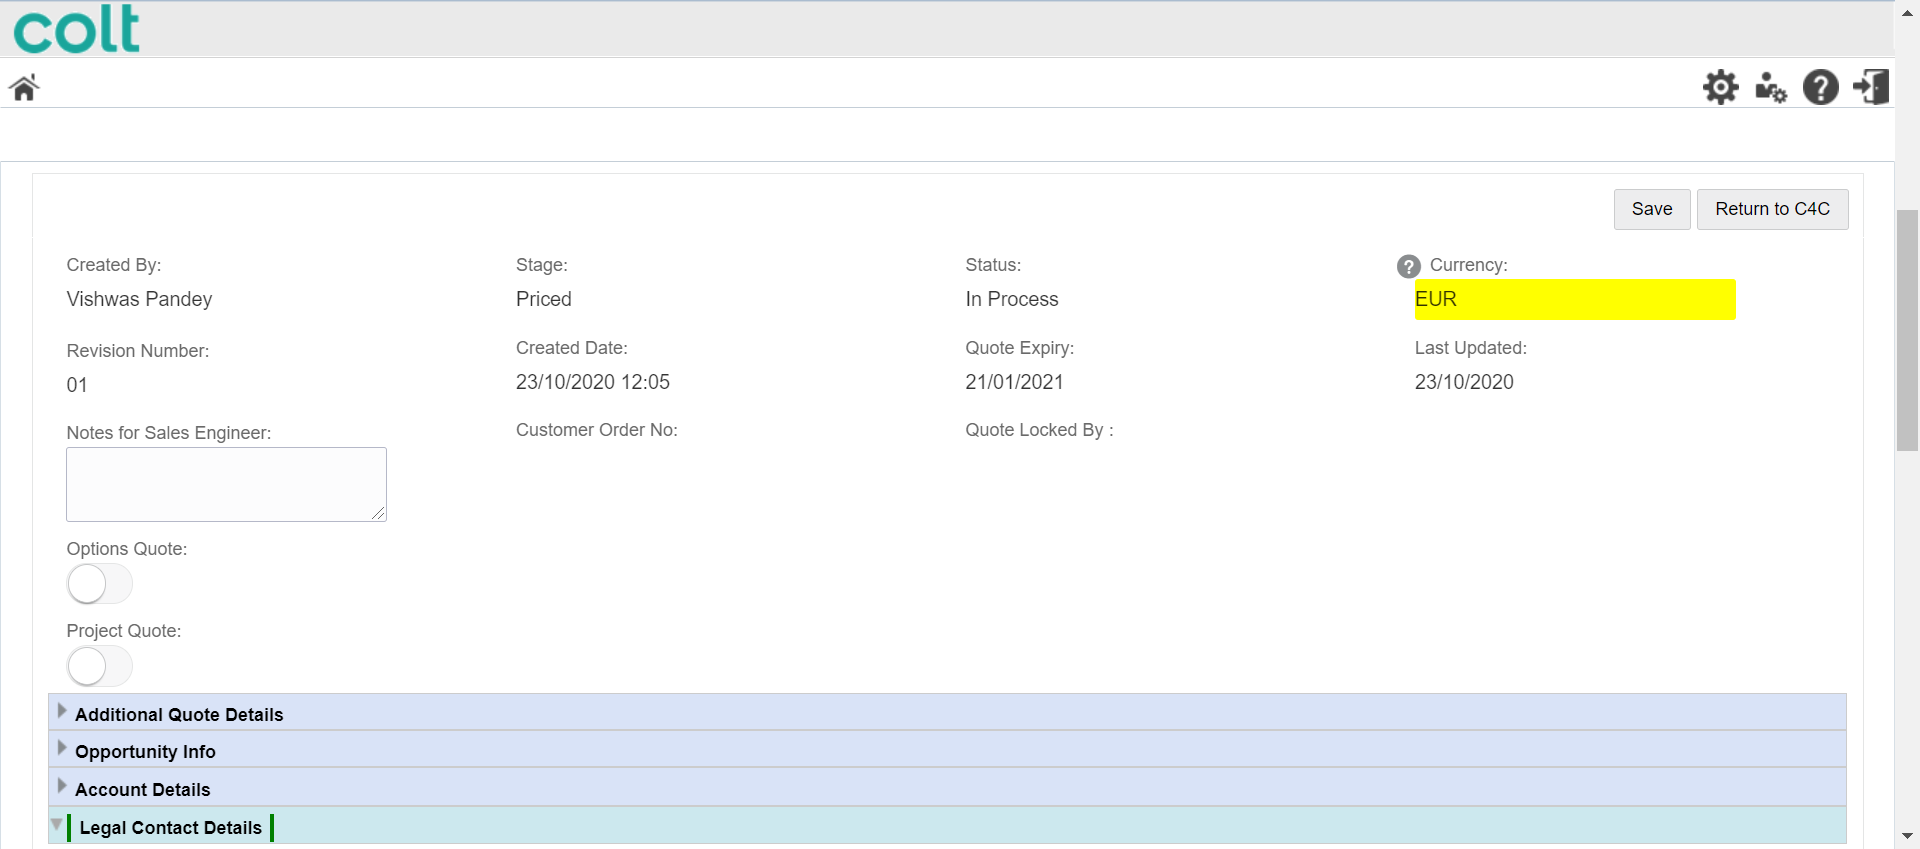 colt
Save Return to C4C
Created By: Stage: Status: ? Currency:
Vishwas Pandey Priced In Process EUR
Revision Number: Created Date: Quote Expiry: Last Updated:
01 23/10/2020 12:05 21/01/2021 23/10/2020
Notes for Sales Engineer: Customer Order No: Quote Locked By :
Options Quote:
Project Quote:
Additional Quote Details
Opportunity Info
Account Details
Legal Contact Details